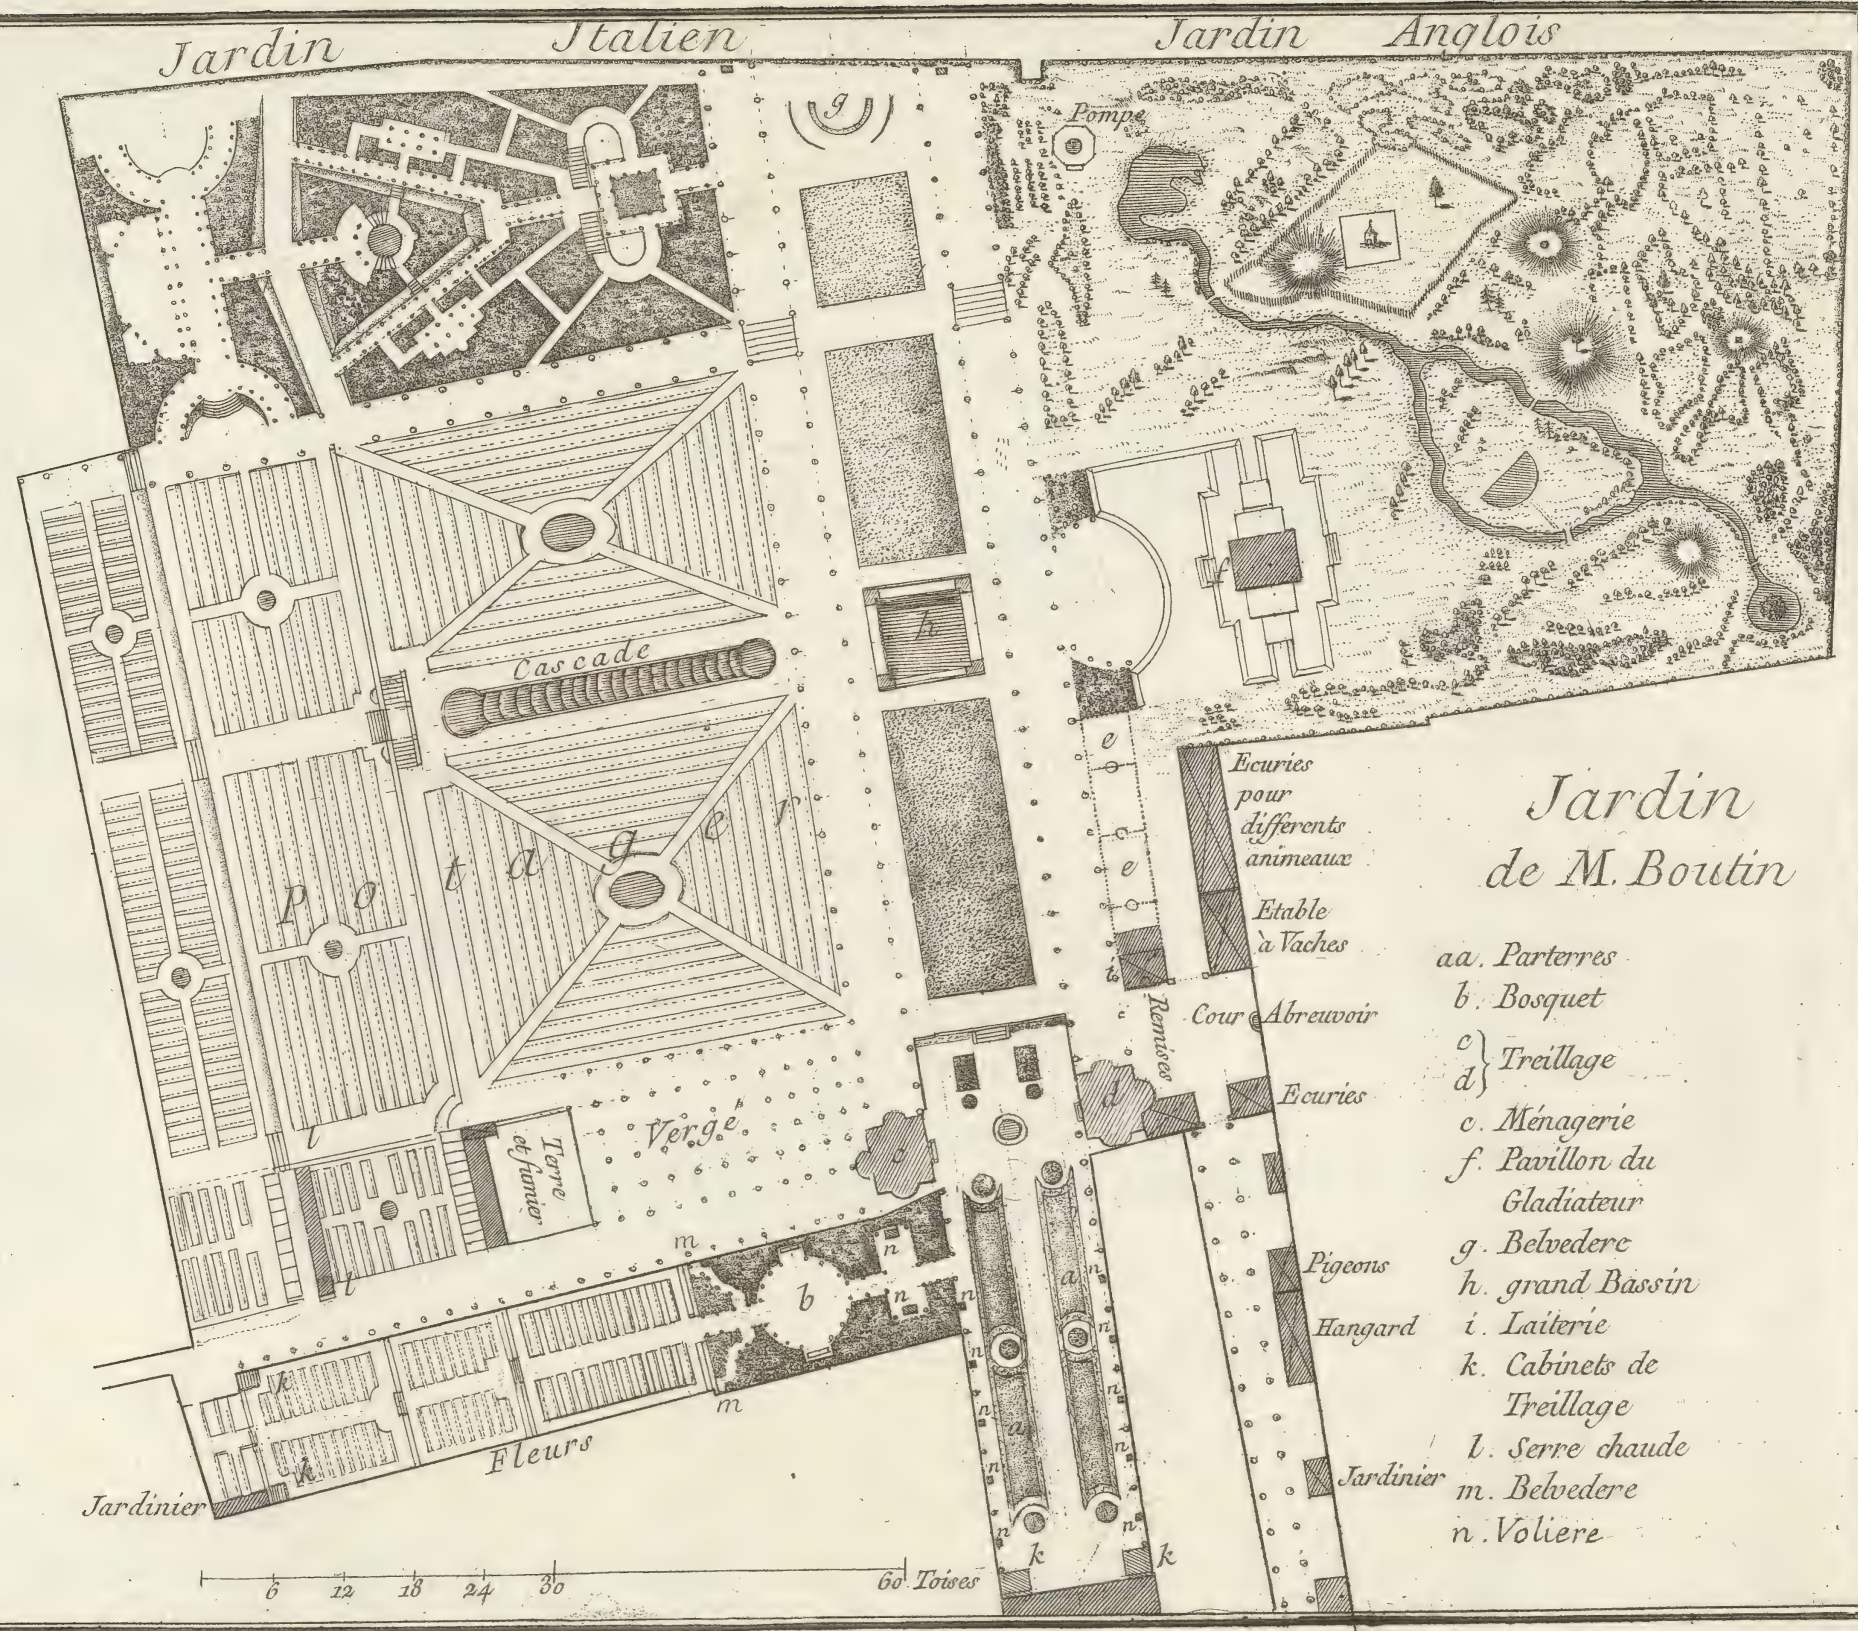 Jardin Italien
Jardin Anglois
g
Pompe
f
Cascade
h
e
e
i
Potager
Ecuries
pour
differents
animeaux
Etable
à Vaches
Remises
Cour
Abreuvoir
Ecuries
d
c
Vergé
Terre
et fumier
l
l
m
m
b
n
n
n
n
n
n
n
n
n
n
n
n
n
a
a
k
k
k
k
Pigeons
Hangard
Jardinier
Fleurs
Jardinier
6 12 18 24 30 60 Toises
Jardin
de M. Boutin
aa. Parterres
b. Bosquet
c
d} Treillage
c. Ménagerie
f. Pavillon du
Gladiateur
g. Belvedere
h. grand Bassin
i. Laiterie
k. Cabinets de
Treillage
l. Serre chaude
m. Belvedere
n. Voliere